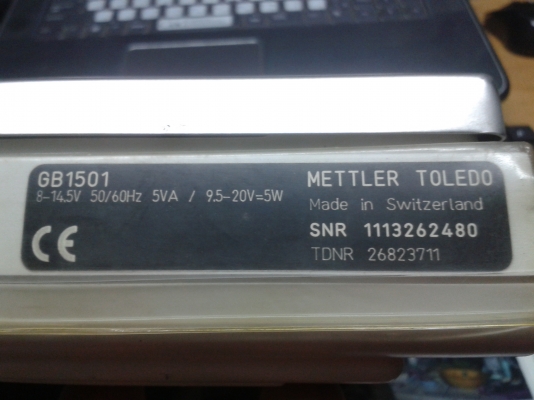 GB1501
8-14.5V 50/60Hz 5VA / 9.5-20V=5W
CE
METTLER TOLEDO
Made in Switzerland
SNR 1113262480
TDNR 26823711